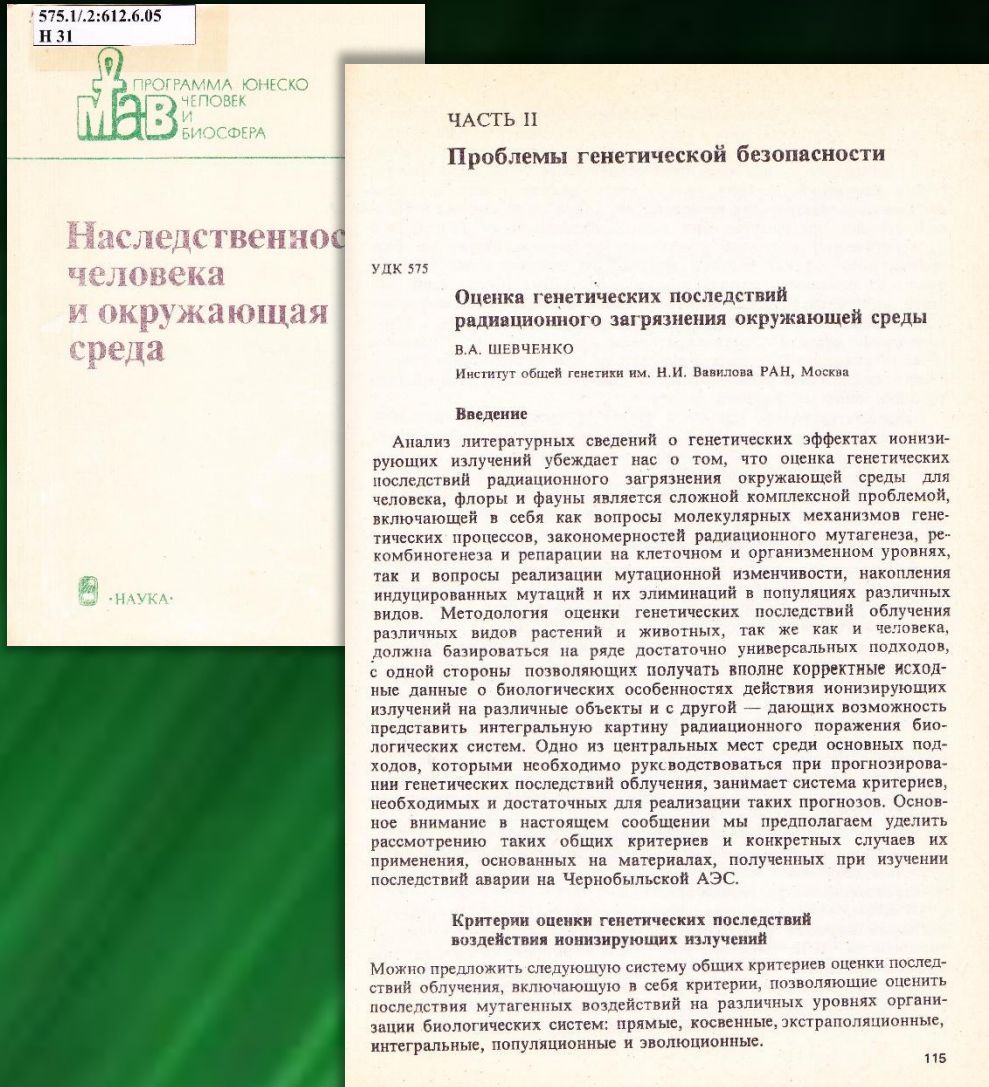 575.1/.2:612.6.05
Н 31
МаВ
ПРОГРАММА ЮНЕСКО
ЧЕЛОВЕК
И
БИОСФЕРА
Наследственнос
человека
и окружающая
среда
·НАУКА·
ЧАСТЬ II
Проблемы генетической безопасности
УДК 575
Оценка генетических последствий
радиационного загрязнения окружающей среды
В.А. ШЕВЧЕНКО
Институт общей генетики им. Н.И. Вавилова РАН, Москва
Введение
Анализ литературных сведений о генетических эффектах ионизи-
рующих излучений убеждает нас о том, что оценка генетических
последствий радиационного загрязнения окружающей среды для
человека, флоры и фауны является сложной комплексной проблемой,
включающей в себя как вопросы молекулярных механизмов гене-
тических процессов, закономерностей радиационного мутагенеза, ре-
комбиногенеза и репарации на клеточном и организменном уровнях,
так и вопросы реализации мутационной изменчивости, накопления
индуцированных мутаций и их элиминаций в популяциях различных
видов. Методология оценки генетических последствий облучения
различных видов растений и животных, так же как и человека,
должна базироваться на ряде достаточно универсальных подходов,
с одной стороны позволяющих получать вполне корректные исход-
ные данные о биологических особенностях действия ионизирующих
излучений на различные объекты и с другой — дающих возможность
представить интегральную картину радиационного поражения био-
логических систем. Одно из центральных мест среди основных под-
ходов, которыми необходимо руководствоваться при прогнозирова-
нии генетических последствий облучения, занимает система критериев,
необходимых и достаточных для реализации таких прогнозов. Основ-
ное внимание в настоящем сообщении мы предполагаем уделить
рассмотрению таких общих критериев и конкретных случаев их
применения, основанных на материалах, полученных при изучении
последствий аварии на Чернобыльской АЭС.
Критерии оценки генетических последствий
воздействия ионизирующих излучений
Можно предложить следующую систему общих критериев оценки послед-
ствий облучения, включающую в себя критерии, позволяющие оценить
последствия мутагенных воздействий на различных уровнях органи-
зации биологических систем: прямые, косвенные, экстраполяционные,
интегральные, популяционные и эволюционные.
115